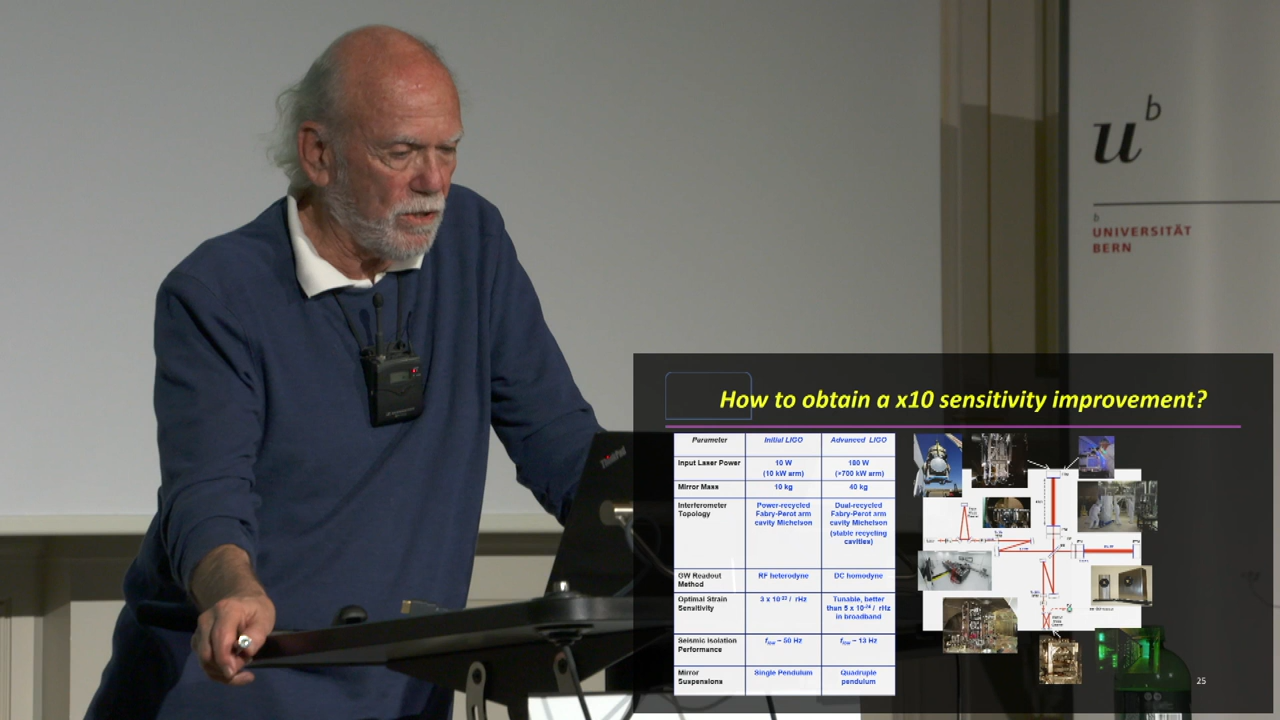 u b
b
UNIVERSITÄT
BERN
ThinkPad
How to obtain a x10 sensitivity improvement?
Parameter Initial LIGO Advanced LIGO
Input Laser Power 10 W 180 W
(10 kW arm) (>700 kW arm)
Mirror Mass 10 kg 40 kg
Interferometer Power-recycled Dual-recycled
Topology Fabry-Perot arm Fabry-Perot arm
cavity Michelson cavity Michelson
(stable recycling
cavities)
GW Readout RF heterodyne DC homodyne
Method
Optimal Strain 3 x 10⁻²³ / rHz Tunable, better
Sensitivity than 5 x 10⁻²⁴ / rHz
in broadband
Seismic Isolation f_low ~ 50 Hz f_low ~ 13 Hz
Performance
Mirror Single Pendulum Quadruple
Suspensions pendulum
25